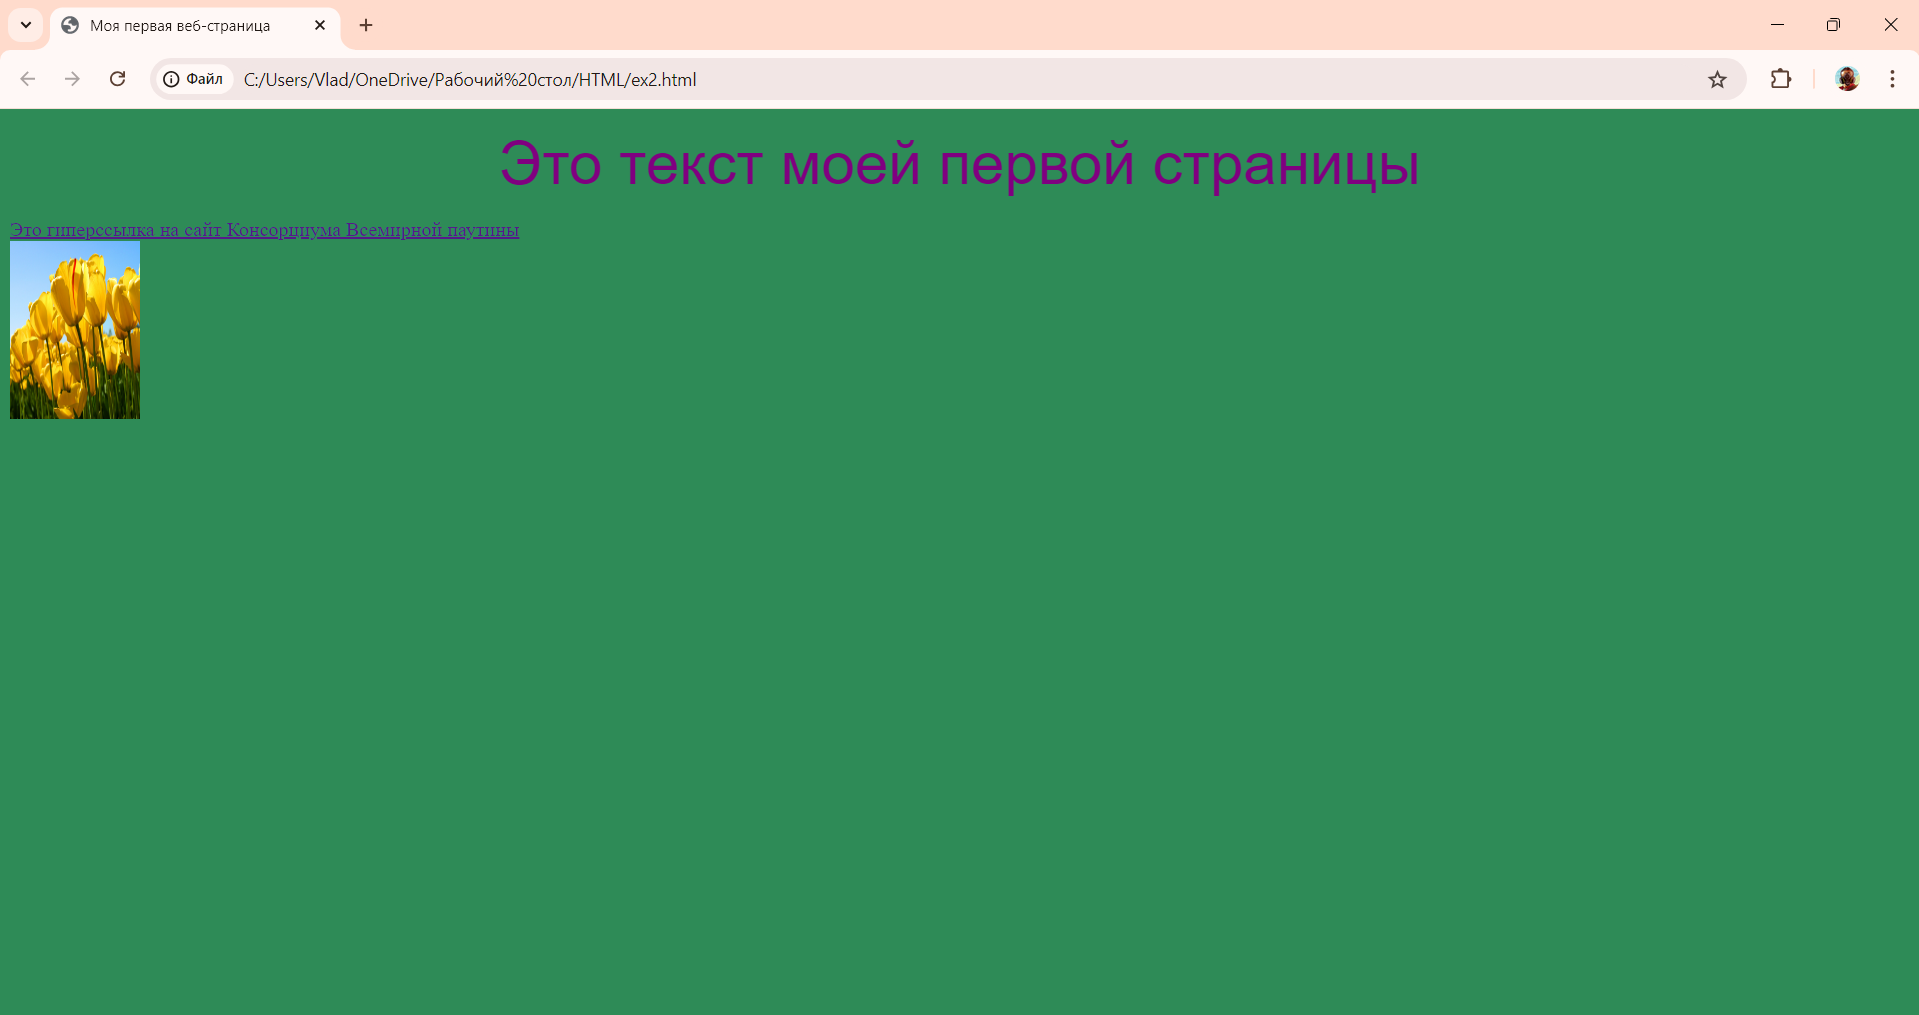 Моя первая веб-страница
Файл
C:/Users/Vlad/OneDrive/Рабочий%20стол/HTML/ex2.html
Это текст моей первой страницы
Это гиперссылка на сайт Консорциума Всемирной паутины